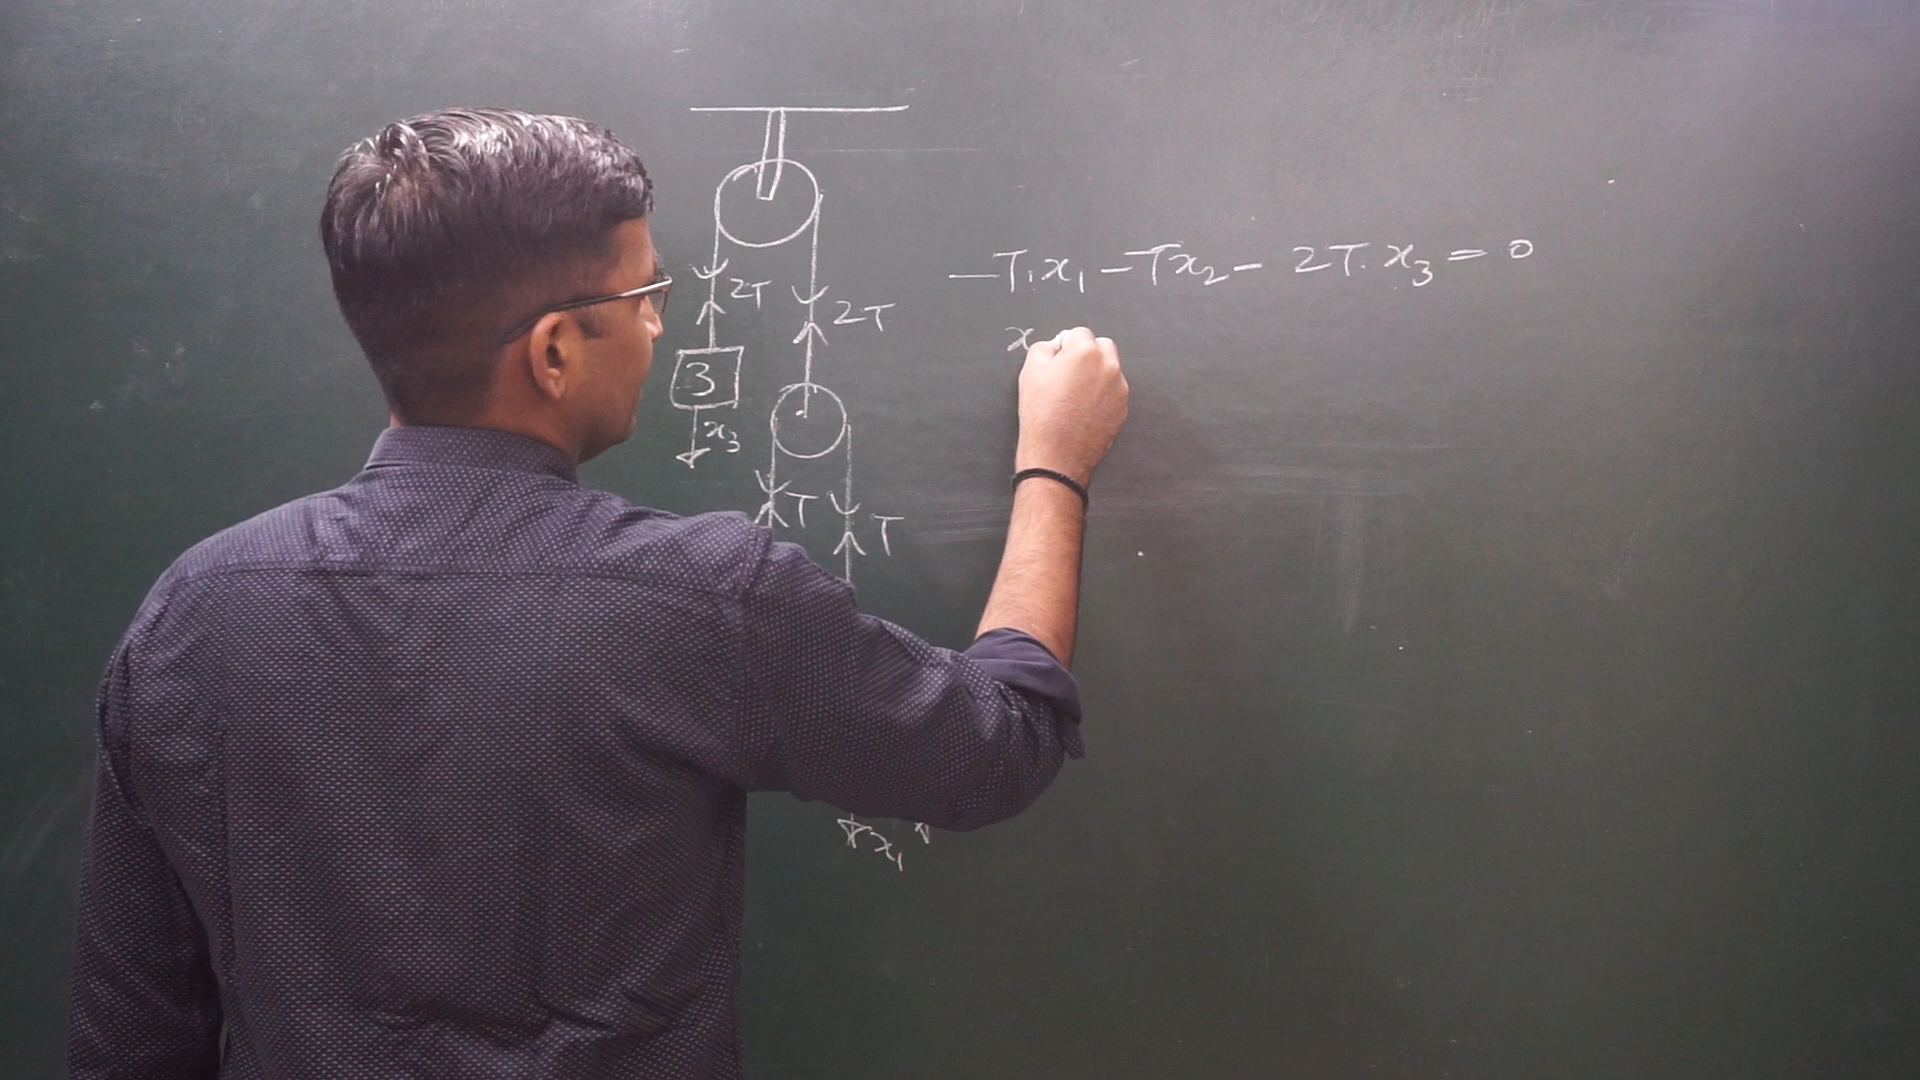 -T.x₁ - Tx₂ - 2T.x₃ = 0
x
2T
2T
3
x₃
T
T
x₁